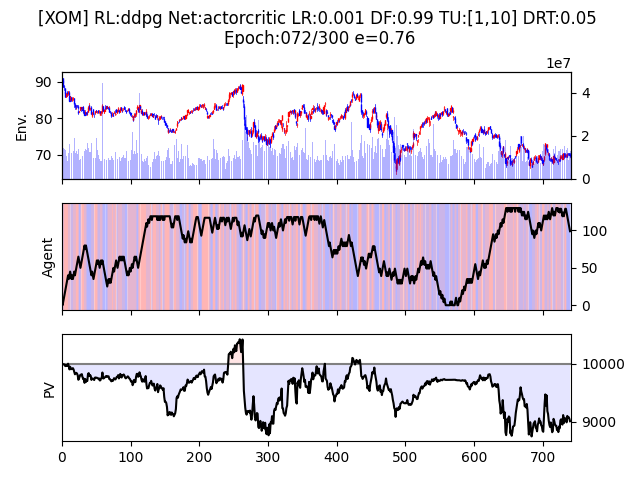 [XOM] RL:ddpg Net:actorcritic LR:0.001 DF:0.99 TU:[1,10] DRT:0.05
Epoch:072/300 e=0.76
1e7
90
80
70
Env.
4
2
0
Agent
100
50
0
PV
10000
9000
0 100 200 300 400 500 600 700